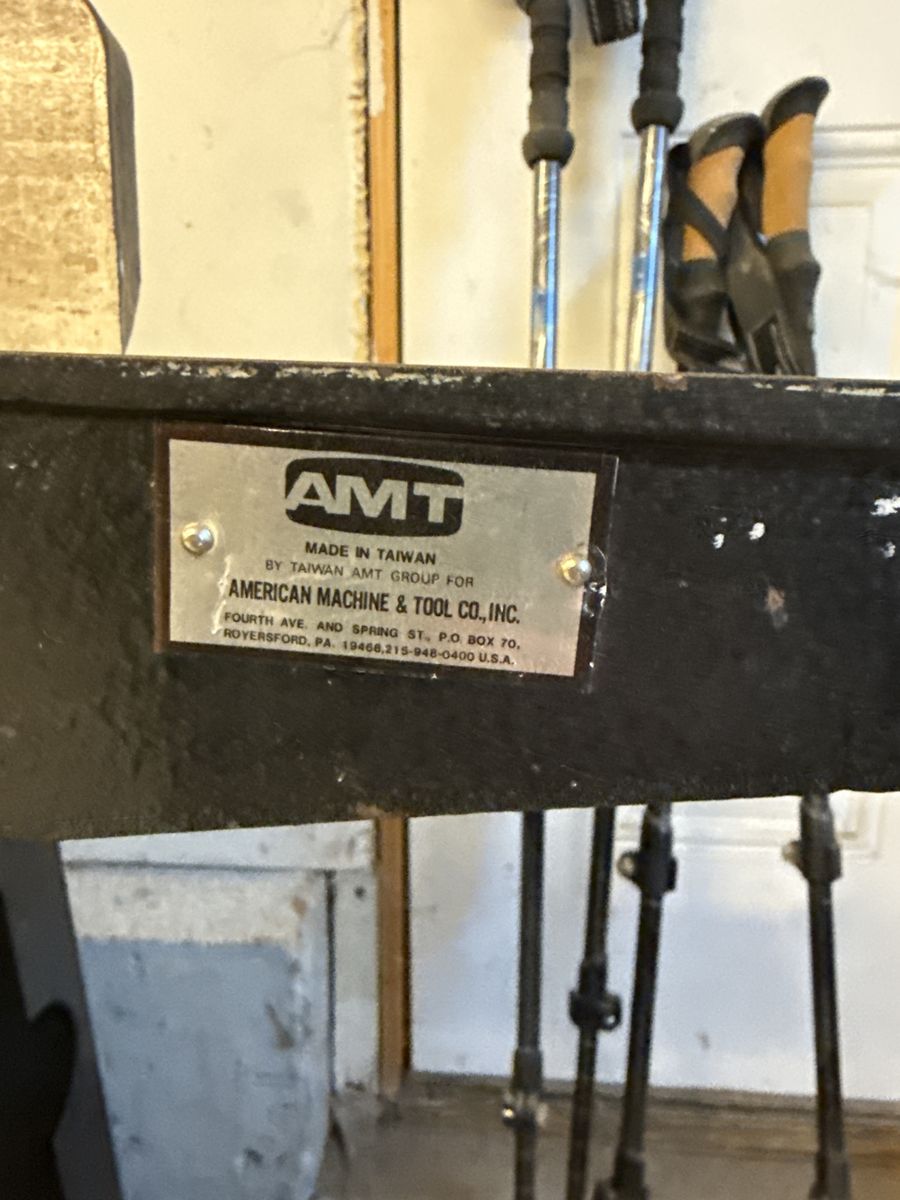 AMT
MADE IN TAIWAN
BY TAIWAN AMT GROUP FOR
AMERICAN MACHINE & TOOL CO., INC.
FOURTH AVE. AND SPRING ST., P.O. BOX 70,
ROYERSFORD, PA. 19468,215-948-0400 U.S.A.